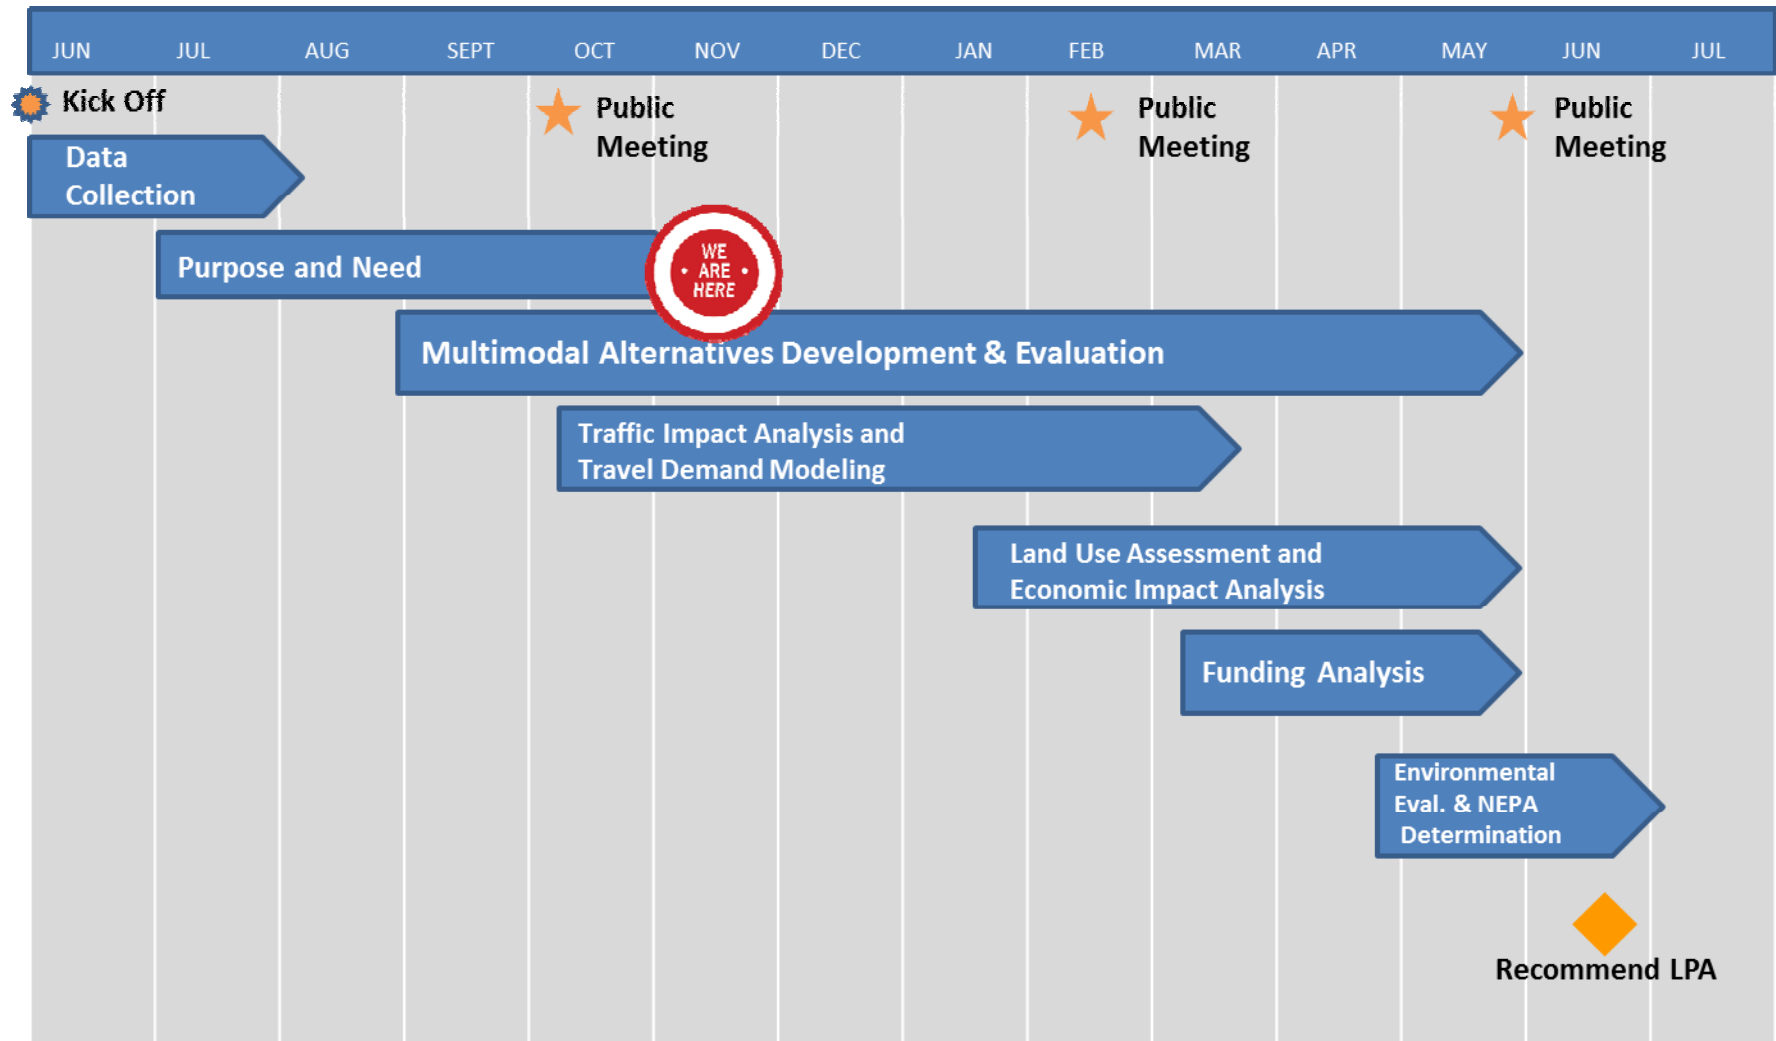 JUN JUL AUG SEPT OCT NOV DEC JAN FEB MAR APR MAY JUN JUL
Kick Off
Public
Meeting
Public
Meeting
Public
Meeting
Data
Collection
Purpose and Need
WE
• ARE •
HERE
Multimodal Alternatives Development & Evaluation
Traffic Impact Analysis and
Travel Demand Modeling
Land Use Assessment and
Economic Impact Analysis
Funding Analysis
Environmental
Eval. & NEPA
Determination
Recommend LPA